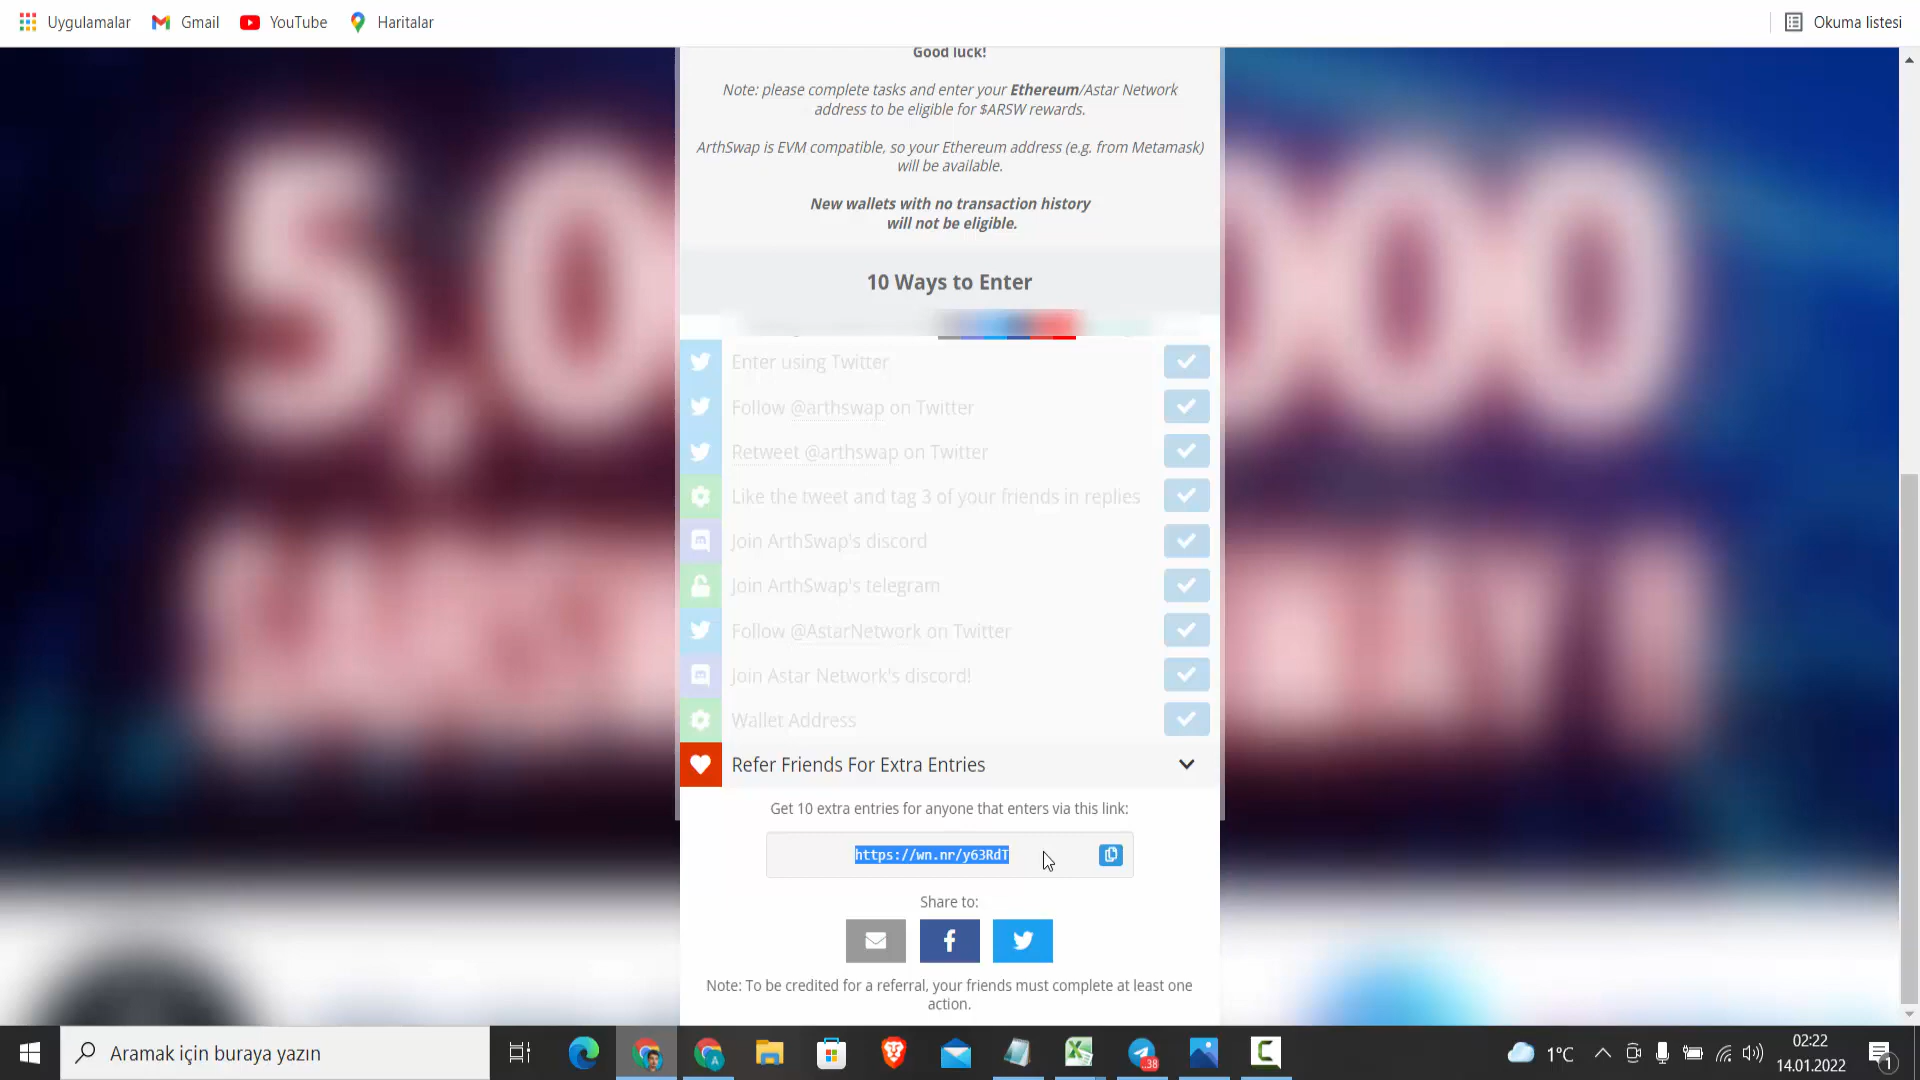 Uygulamalar
Gmail
YouTube
Haritalar
Okuma listesi
Good luck!
Note: please complete tasks and enter your Ethereum/Astar Network
address to be eligible for $ARSW rewards.
ArthSwap is EVM compatible, so your Ethereum address (e.g. from Metamask)
will be available.
New wallets with no transaction history
will not be eligible.
10 Ways to Enter
Enter using Twitter
Follow @arthswap on Twitter
Retweet @arthswap on Twitter
Like the tweet and tag 3 of your friends in replies
Join ArthSwap's discord
Join ArthSwap's telegram
Follow @AstarNetwork on Twitter
Join Astar Network's discord!
Wallet Address
Refer Friends For Extra Entries
Get 10 extra entries for anyone that enters via this link:
https://wn.nr/y63RdT
Share to:
Note: To be credited for a referral, your friends must complete at least one
action.
5,0
000
Aramak için buraya yazın
A
38
1°C
02:22
14.01.2022
1